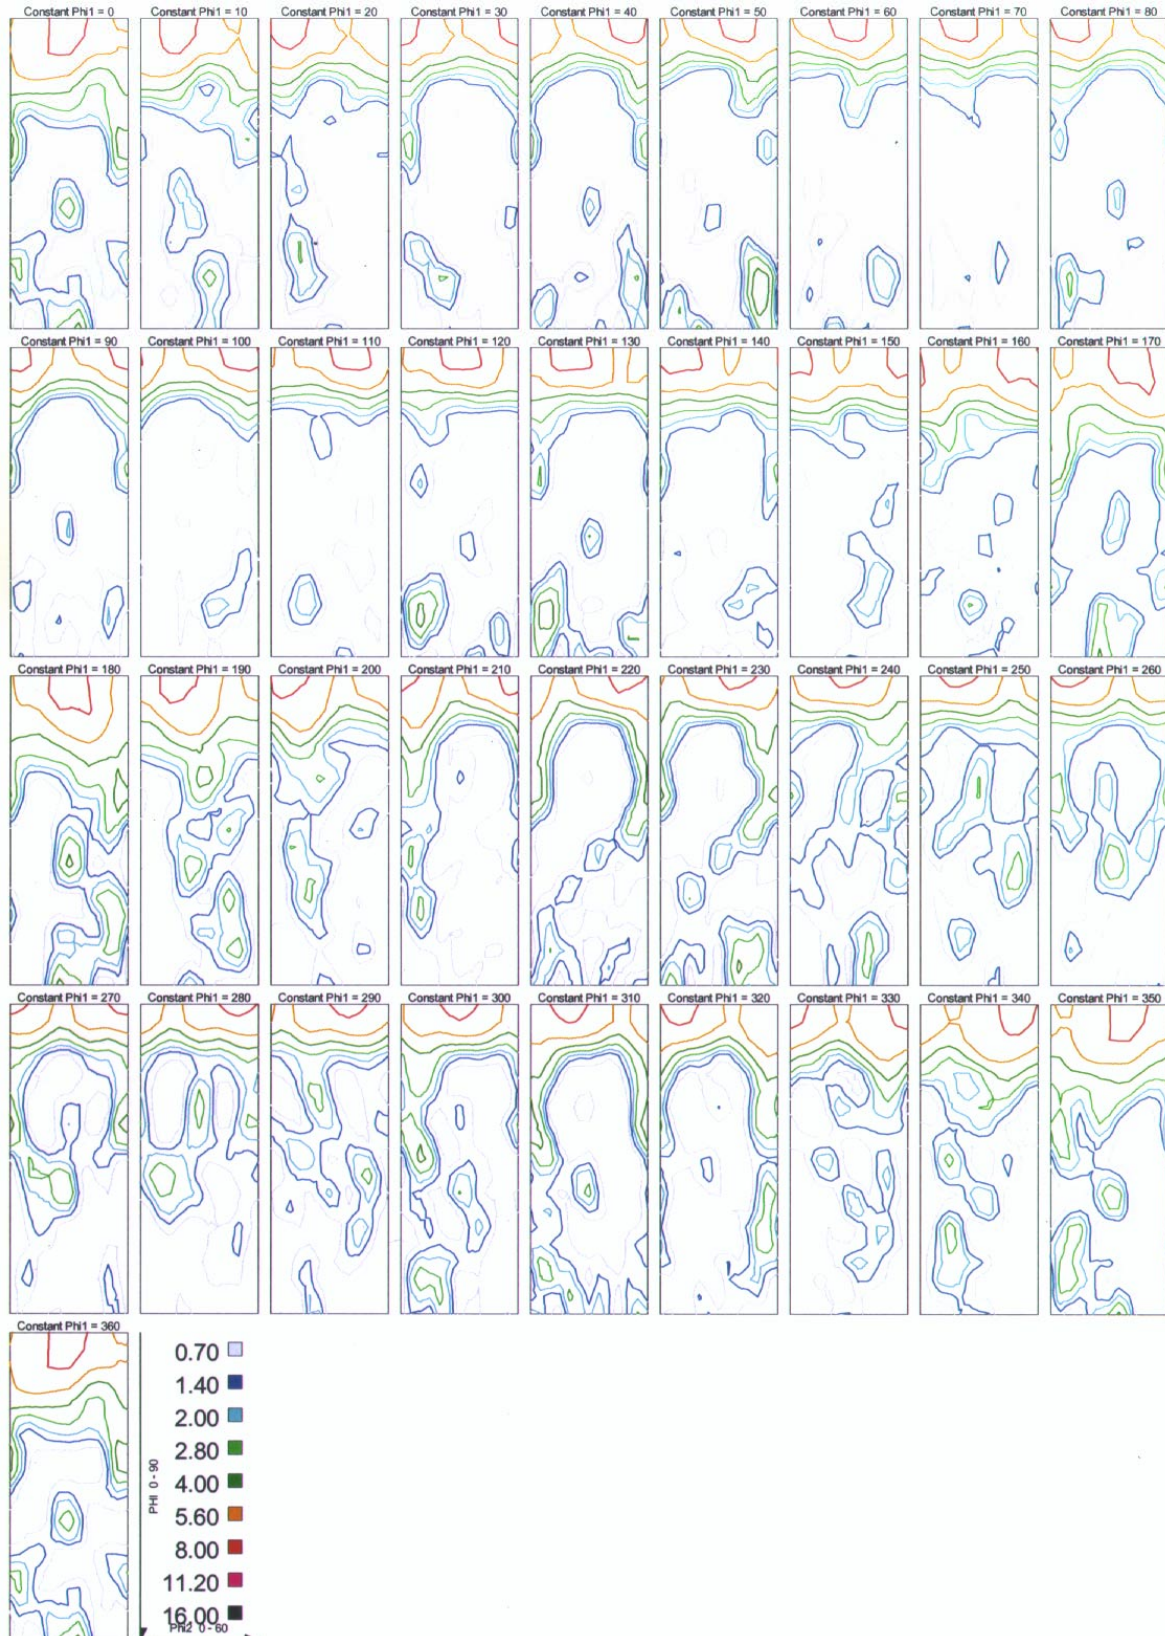 Constant Phi1 = 0 Constant Phi1 = 10 Constant Phi1 = 20 Constant Phi1 = 30 Constant Phi1 = 40 Constant Phi1 = 50 Constant Phi1 = 60 Constant Phi1 = 70 Constant Phi1 = 80
Constant Phi1 = 90 Constant Phi1 = 100 Constant Phi1 = 110 Constant Phi1 = 120 Constant Phi1 = 130 Constant Phi1 = 140 Constant Phi1 = 150 Constant Phi1 = 160 Constant Phi1 = 170
Constant Phi1 = 180 Constant Phi1 = 190 Constant Phi1 = 200 Constant Phi1 = 210 Constant Phi1 = 220 Constant Phi1 = 230 Constant Phi1 = 240 Constant Phi1 = 250 Constant Phi1 = 260
Constant Phi1 = 270 Constant Phi1 = 280 Constant Phi1 = 290 Constant Phi1 = 300 Constant Phi1 = 310 Constant Phi1 = 320 Constant Phi1 = 330 Constant Phi1 = 340 Constant Phi1 = 350
Constant Phi1 = 360
0.70
1.40
2.00
2.80
4.00
5.60
8.00
11.20
16.00
PHI 0 - 90
Phi2 0 - 60